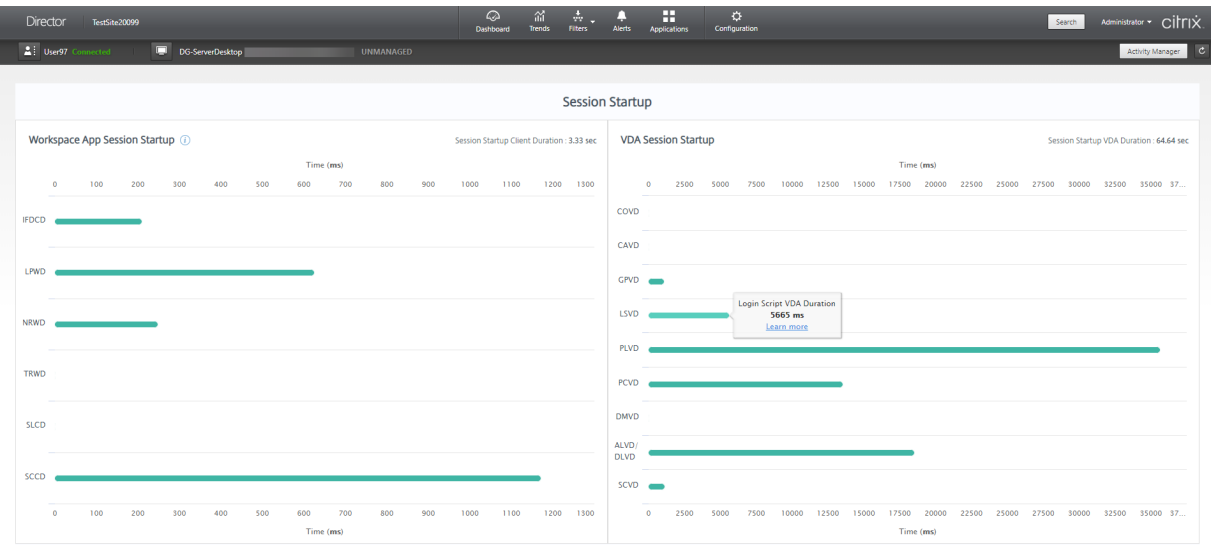 Director TestSite20099 Dashboard Trends Filters Alerts Applications Configuration Search Administrator citrix
User97 Connected DG-ServerDesktop UNMANAGED Activity Manager
Session Startup
Workspace App Session Startup Session Startup Client Duration : 3.33 sec
Time (ms)
0 100 200 300 400 500 600 700 800 900 1000 1100 1200 1300
IFDCD
LPWD
NRWD
TRWD
SLCD
SCCD
0 100 200 300 400 500 600 700 800 900 1000 1100 1200 1300
Time (ms)
VDA Session Startup Session Startup VDA Duration : 64.64 sec
Time (ms)
0 2500 5000 7500 10000 12500 15000 17500 20000 22500 25000 27500 30000 32500 35000 37...
COVD
CAVD
GPVD
LSVD
Login Script VDA Duration
5665 ms
Learn more
PLVD
PCVD
DMVD
ALVD/
DLVD
SCVD
0 2500 5000 7500 10000 12500 15000 17500 20000 22500 25000 27500 30000 32500 35000 37...
Time (ms)